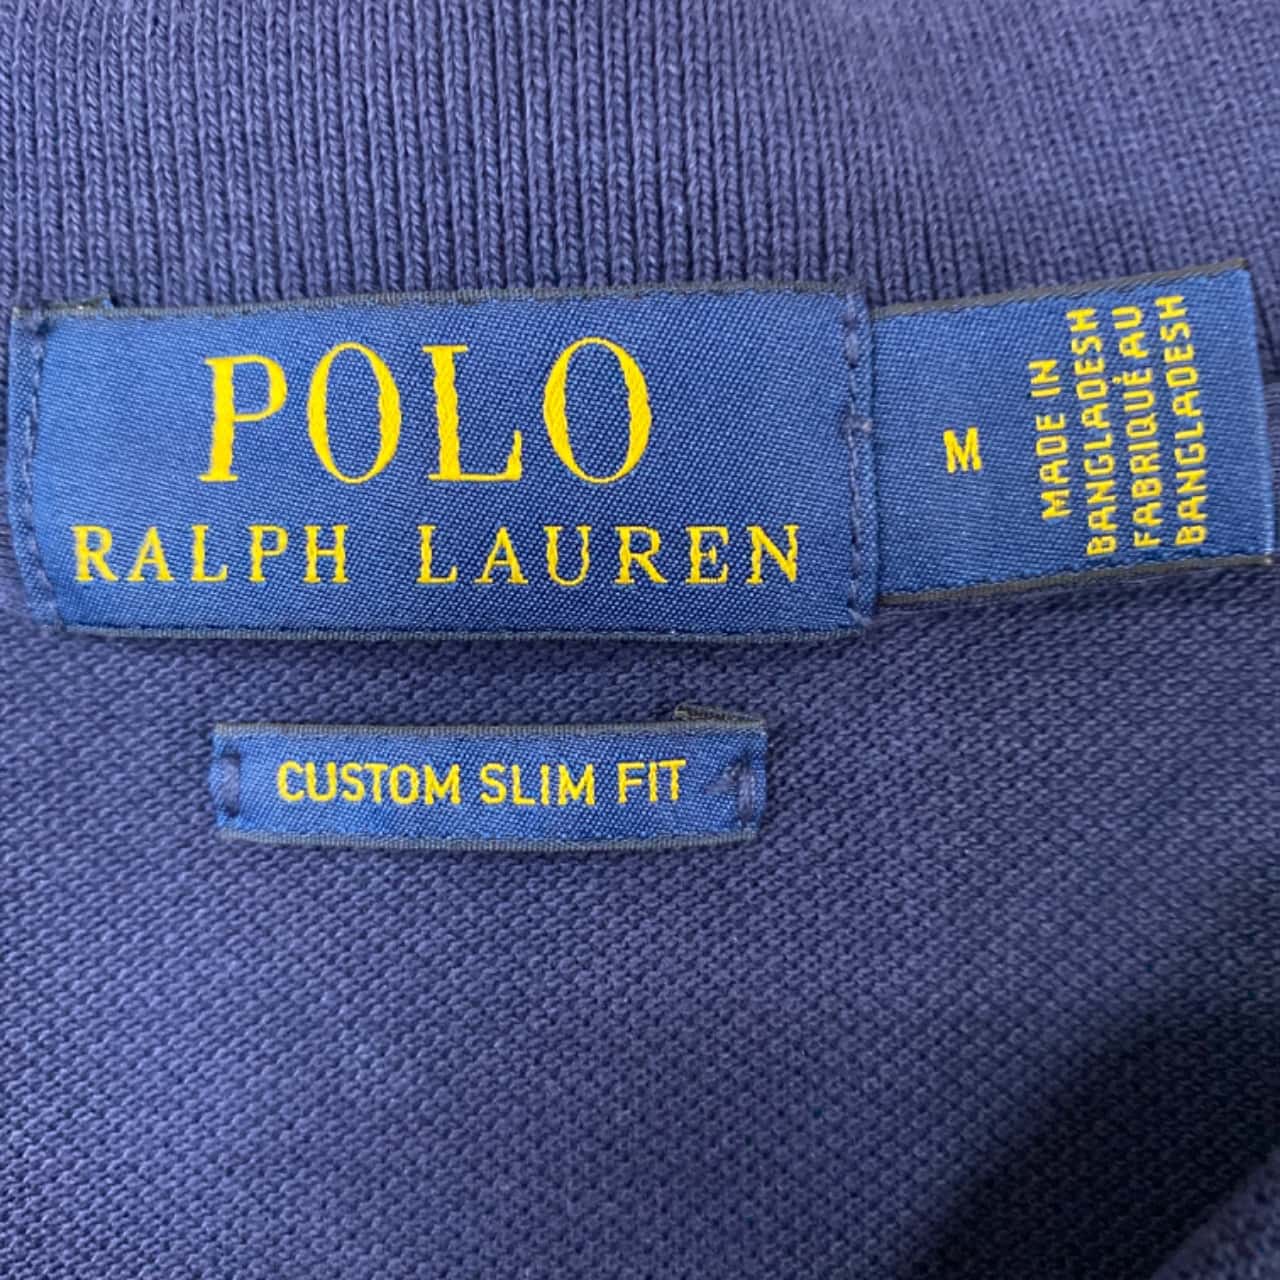 POLO
RALPH LAUREN
M
MADE IN
BANGLADESH
FABRIQUÉ AU
BANGLADESH
CUSTOM SLIM FIT